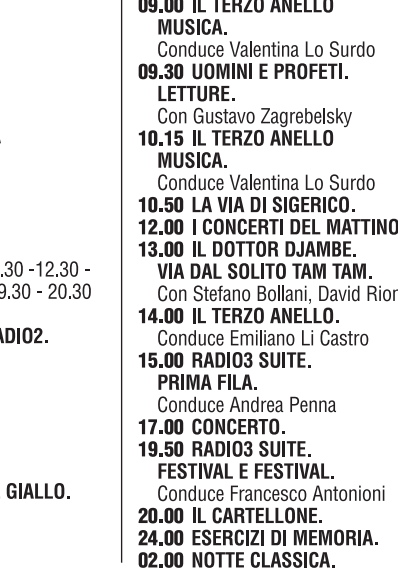 .30 -12.30 -
9.30 - 20.30
GIALLO.
09.00 IL TERZO ANELLO
MUSICA.
Conduce Valentina Lo Surdo
09.30 UOMINI E PROFETI.
LETTURE.
Con Gustavo Zagrebelsky
10.15 IL TERZO ANELLO
MUSICA.
Conduce Valentina Lo Surdo
10.50 LA VIA DI SIGERICO.
12.00 I CONCERTI DEL MATTINO
13.00 IL DOTTOR DJAMBE.
VIA DAL SOLITO TAM TAM.
Con Stefano Bollani, David
14.00 IL TERZO ANELLO.
Conduce Emiliano Li Castro
15.00 RADIO3 SUITE.
PRIMA FILA.
Conduce Andrea Penna
17.00 CONCERTO.
19.50 RADIO3 SUITE.
FESTIVAL E FESTIVAL.
Conduce Francesco Antonioni
20.00 IL CARTELLONE.
24.00 ESERCIZI DI MEMORIA.
02.00 NOTTE CLASSICA.